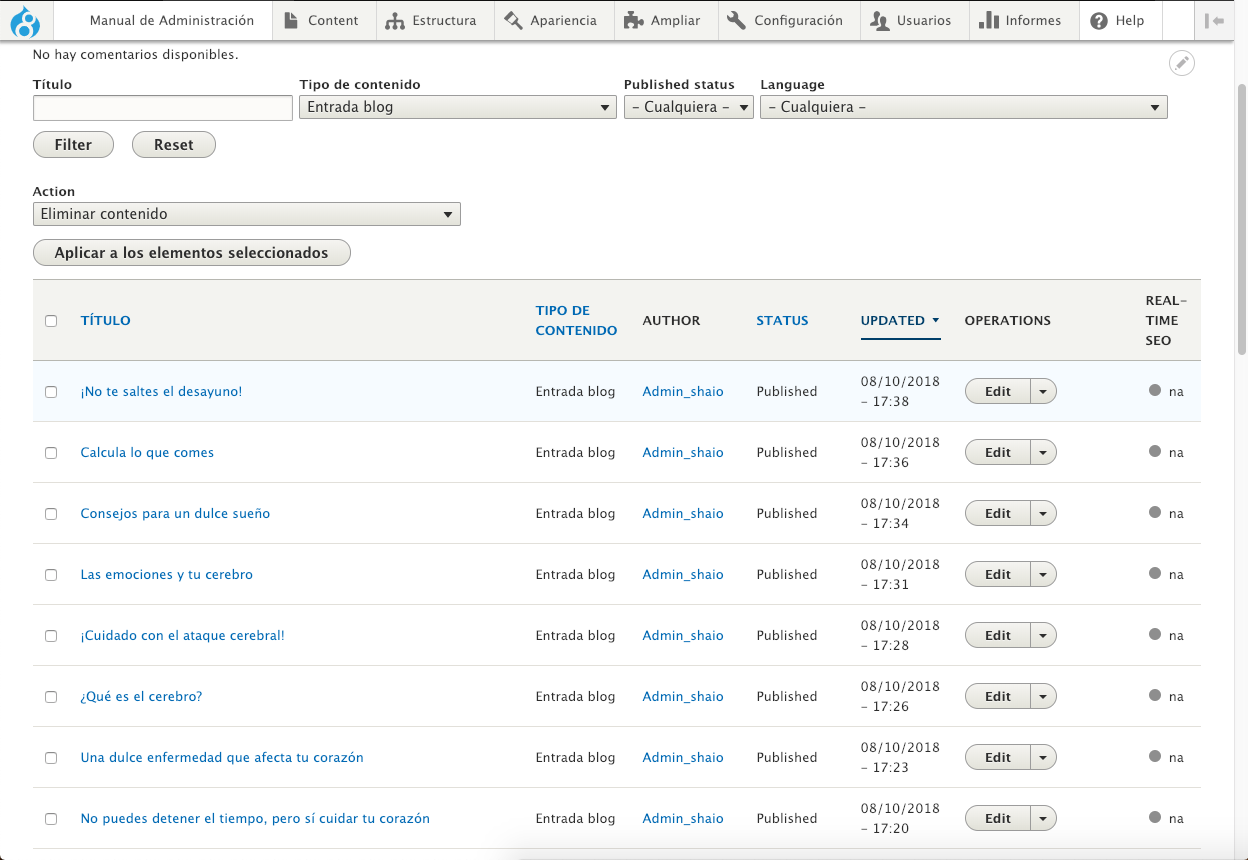 Manual de Administración Content Estructura Apariencia Ampliar Configuración Usuarios Informes Help
No hay comentarios disponibles.
Título Tipo de contenido Published status Language
Entrada blog - Cualquiera - - Cualquiera -
Filter Reset
Action
Eliminar contenido
Aplicar a los elementos seleccionados
TÍTULO TIPO DE CONTENIDO AUTHOR STATUS UPDATED OPERATIONS REAL-TIME SEO
¡No te saltes el desayuno! Entrada blog Admin_shaio Published 08/10/2018 - 17:38 Edit na
Calcula lo que comes Entrada blog Admin_shaio Published 08/10/2018 - 17:36 Edit na
Consejos para un dulce sueño Entrada blog Admin_shaio Published 08/10/2018 - 17:34 Edit na
Las emociones y tu cerebro Entrada blog Admin_shaio Published 08/10/2018 - 17:31 Edit na
¡Cuidado con el ataque cerebral! Entrada blog Admin_shaio Published 08/10/2018 - 17:28 Edit na
¿Qué es el cerebro? Entrada blog Admin_shaio Published 08/10/2018 - 17:26 Edit na
Una dulce enfermedad que afecta tu corazón Entrada blog Admin_shaio Published 08/10/2018 - 17:23 Edit na
No puedes detener el tiempo, pero sí cuidar tu corazón Entrada blog Admin_shaio Published 08/10/2018 - 17:20 Edit na